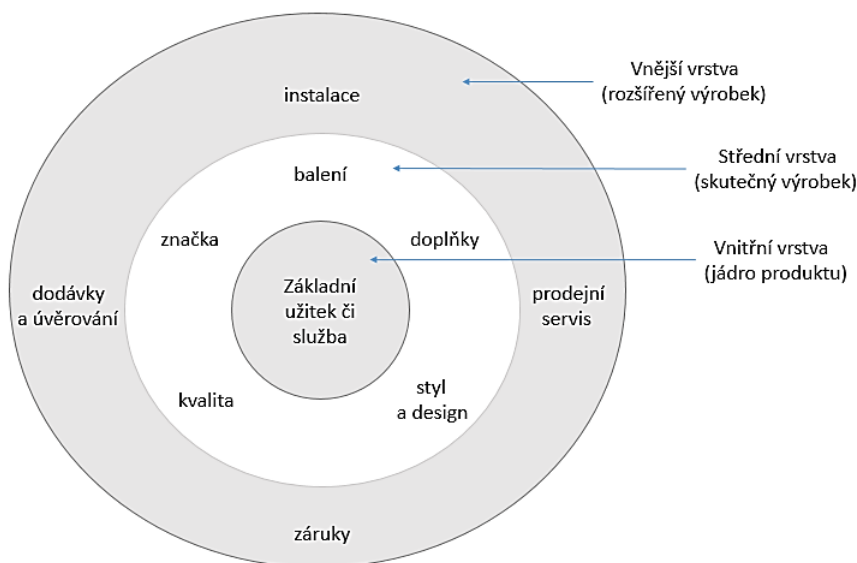 Vnější vrstva
(rozšířený výrobek)
instalace
Střední vrstva
(skutečný výrobek)
balení
značka
doplňky
Vnitřní vrstva
(jádro produktu)
Základní
užitek či
služba
dodávky
a úvěrování
prodejní
servis
kvalita
styl
a design
záruky